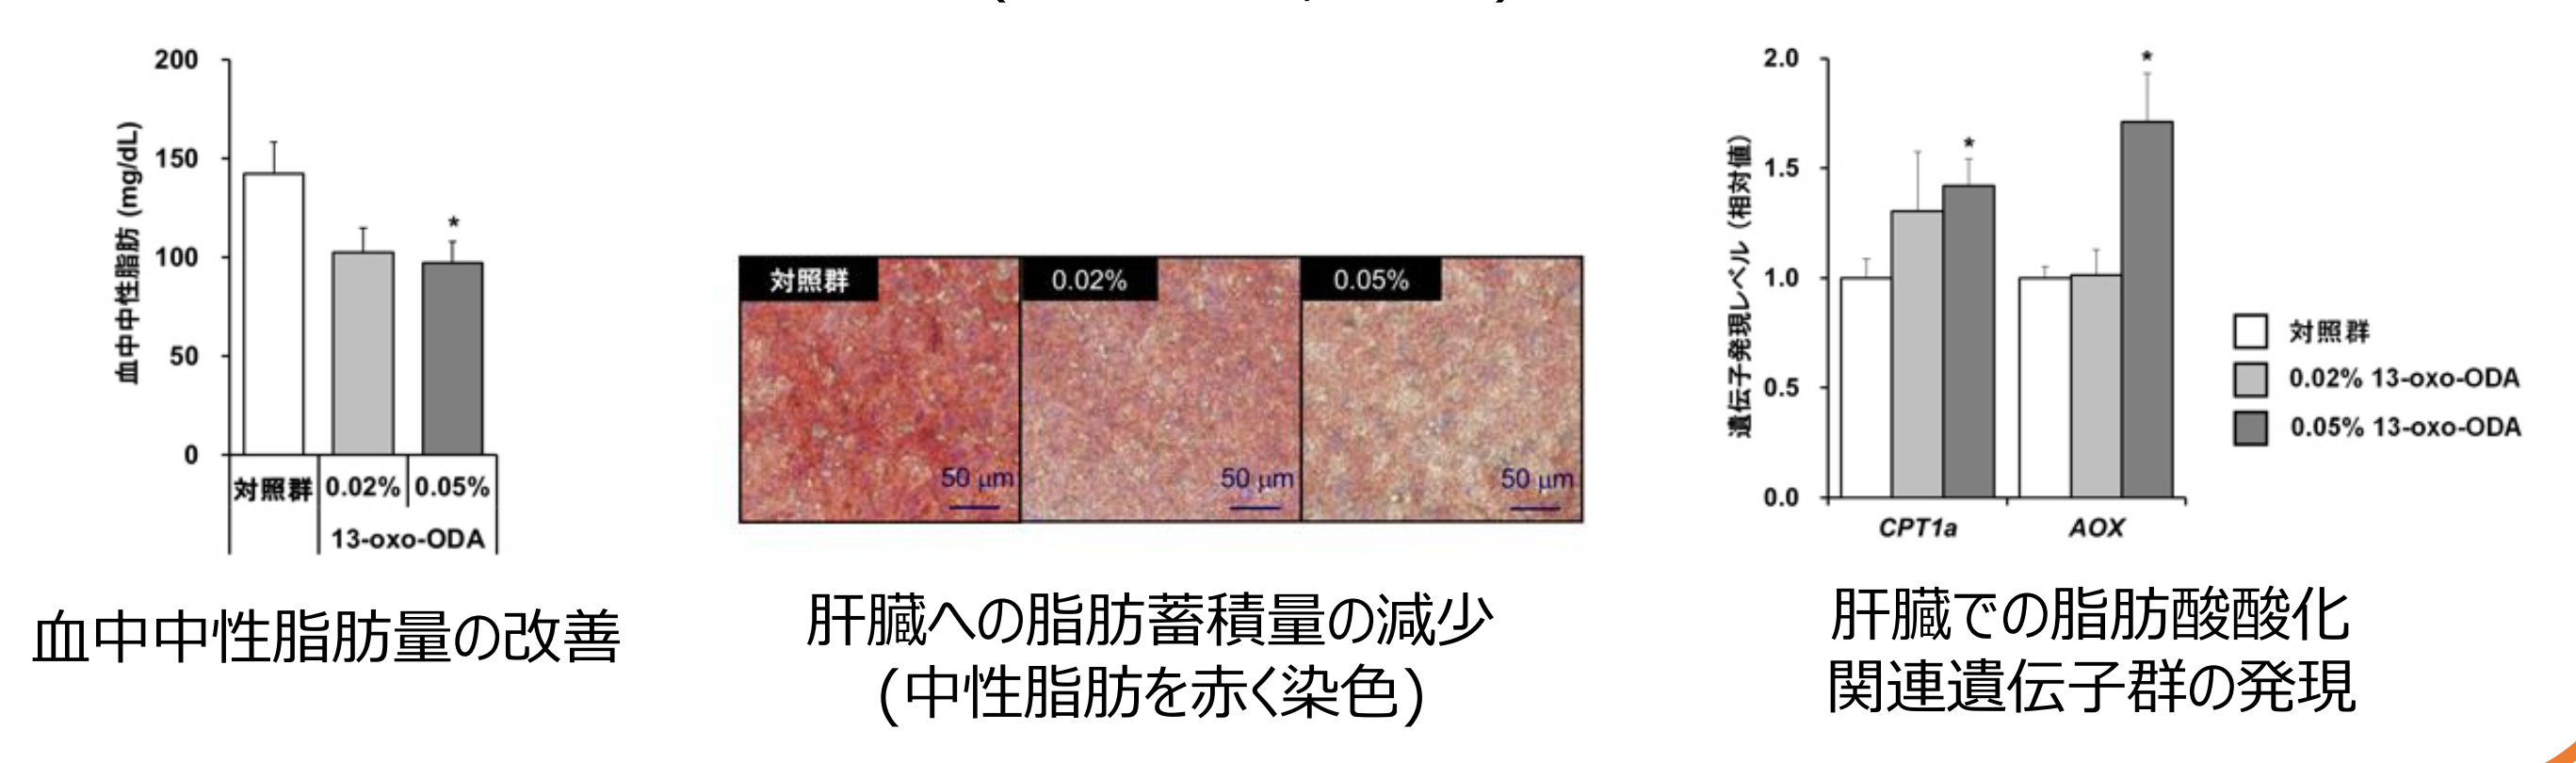 200
150
100
50
0
血中中性脂肪 (mg/dL)
*
対照群 0.02% 0.05%
13-oxo-ODA
血中中性脂肪量の改善
対照群
0.02%
0.05%
50 μm
50 μm
50 μm
肝臓への脂肪蓄積量の減少
(中性脂肪を赤く染色)
2.0
1.5
1.0
0.5
0.0
遺伝子発現レベル (相対値)
*
*
CPT1a
AOX
対照群
0.02% 13-oxo-ODA
0.05% 13-oxo-ODA
肝臓での脂肪酸酸化
関連遺伝子群の発現